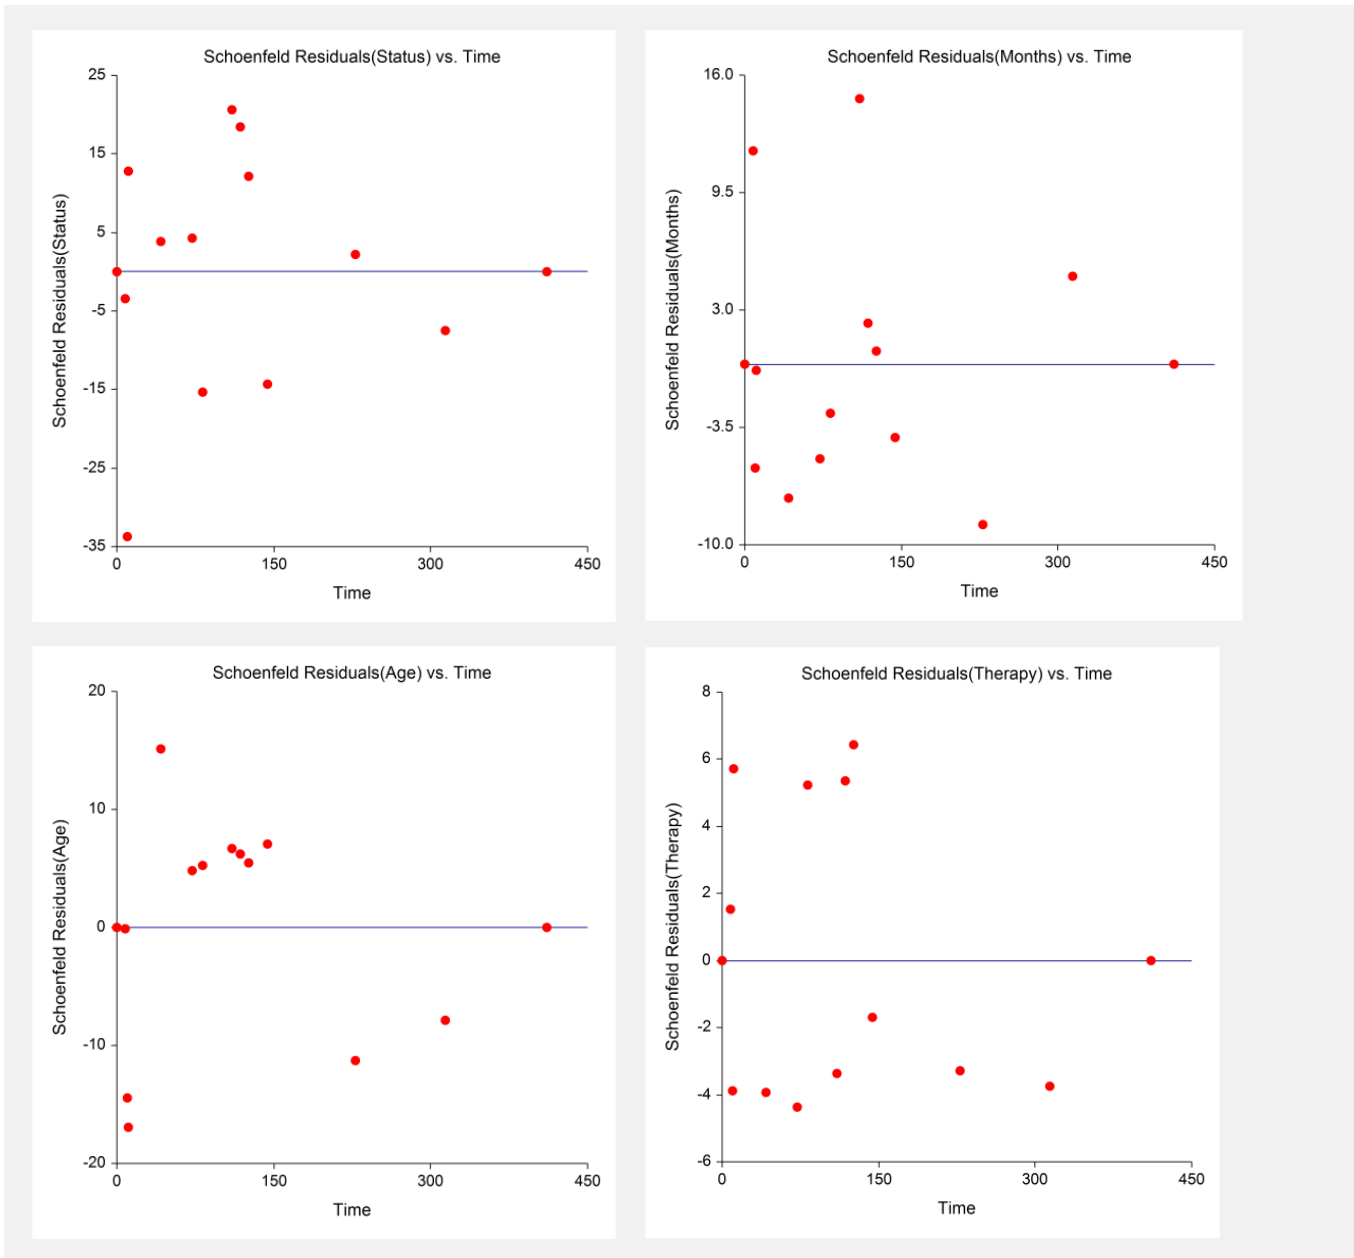 Schoenfeld Residuals(Status) vs. Time
25
15
5
-5
-15
-25
-35
Schoenfeld Residuals(Status)
0 150 300 450
Time
Schoenfeld Residuals(Months) vs. Time
16.0
9.5
3.0
-3.5
-10.0
Schoenfeld Residuals(Months)
0 150 300 450
Time
Schoenfeld Residuals(Age) vs. Time
20
10
0
-10
-20
Schoenfeld Residuals(Age)
0 150 300 450
Time
Schoenfeld Residuals(Therapy) vs. Time
8
6
4
2
0
-2
-4
-6
Schoenfeld Residuals(Therapy)
0 150 300 450
Time